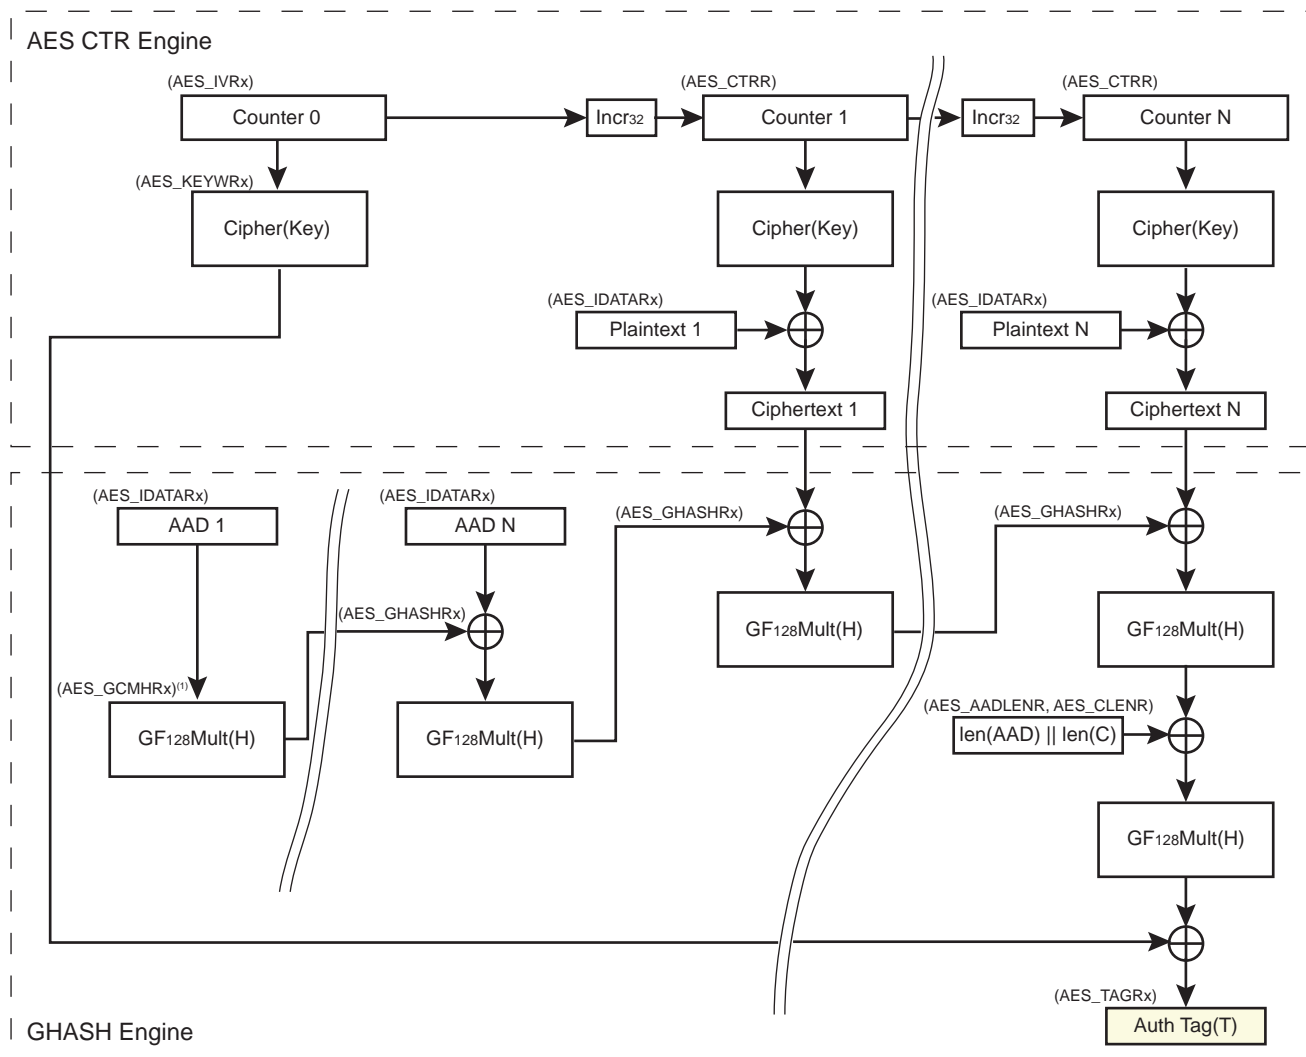 AES CTR Engine
(AES_IVRx)
(AES_CTRR)
(AES_CTRR)
Counter 0
Incr32
Counter 1
Incr32
Counter N
(AES_KEYWRx)
Cipher(Key)
Cipher(Key)
Cipher(Key)
(AES_IDATARx)
(AES_IDATARx)
Plaintext 1
Plaintext N
Ciphertext 1
Ciphertext N
(AES_IDATARx)
(AES_IDATARx)
(AES_GHASHRx)
(AES_GHASHRx)
AAD 1
AAD N
(AES_GHASHRx)
GF128Mult(H)
GF128Mult(H)
(AES_GCMHRx)(1)
GF128Mult(H)
GF128Mult(H)
(AES_AADLENR, AES_CLENR)
len(AAD) || len(C)
GF128Mult(H)
(AES_TAGRx)
Auth Tag(T)
GHASH Engine